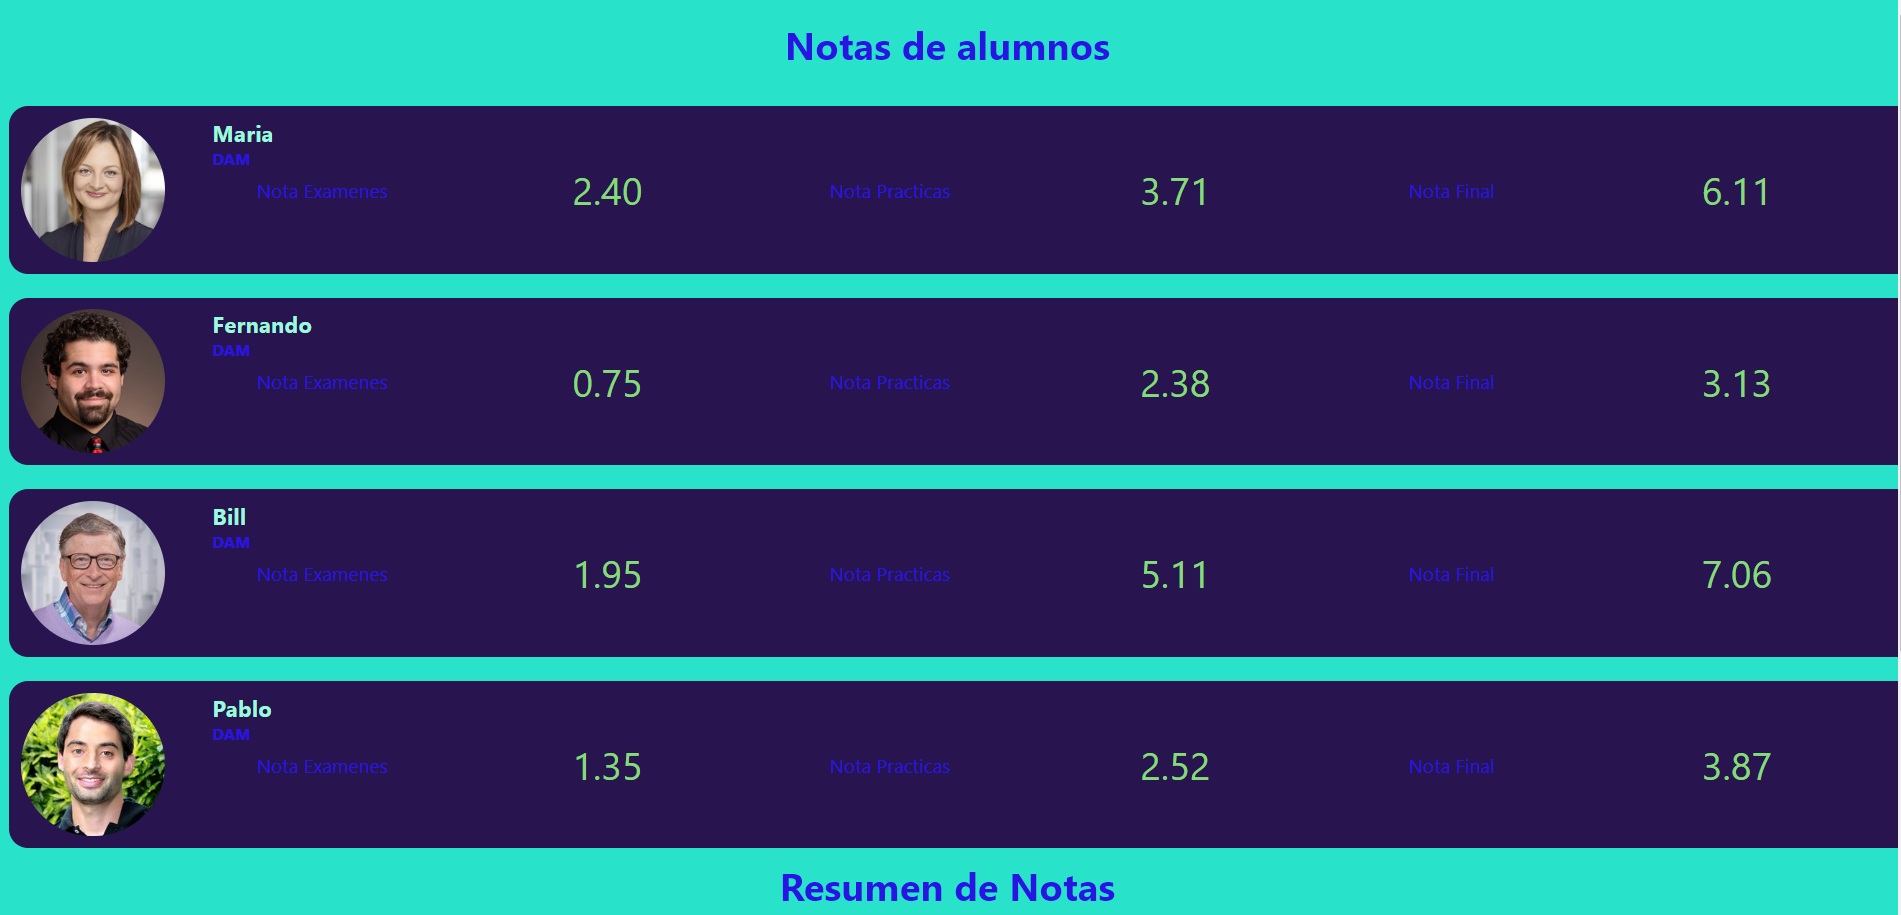 Notas de alumnos
Maria
DAM
Nota Examenes 2.40 Nota Practicas 3.71 Nota Final 6.11
Fernando
DAM
Nota Examenes 0.75 Nota Practicas 2.38 Nota Final 3.13
Bill
DAM
Nota Examenes 1.95 Nota Practicas 5.11 Nota Final 7.06
Pablo
DAM
Nota Examenes 1.35 Nota Practicas 2.52 Nota Final 3.87
Resumen de Notas